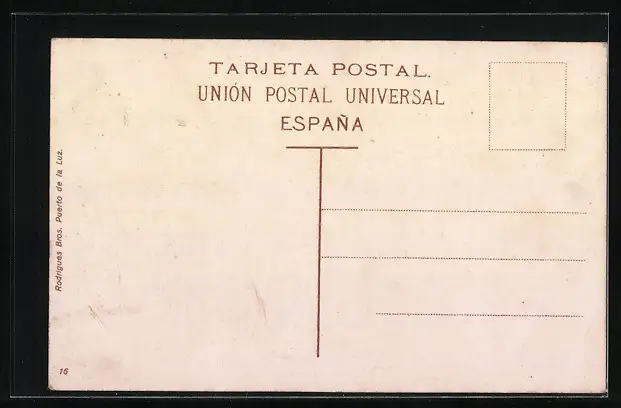 TARJETA POSTAL.
UNIÓN POSTAL UNIVERSAL
ESPAÑA
Rodrigues Bros. Puerto de la Luz.
16